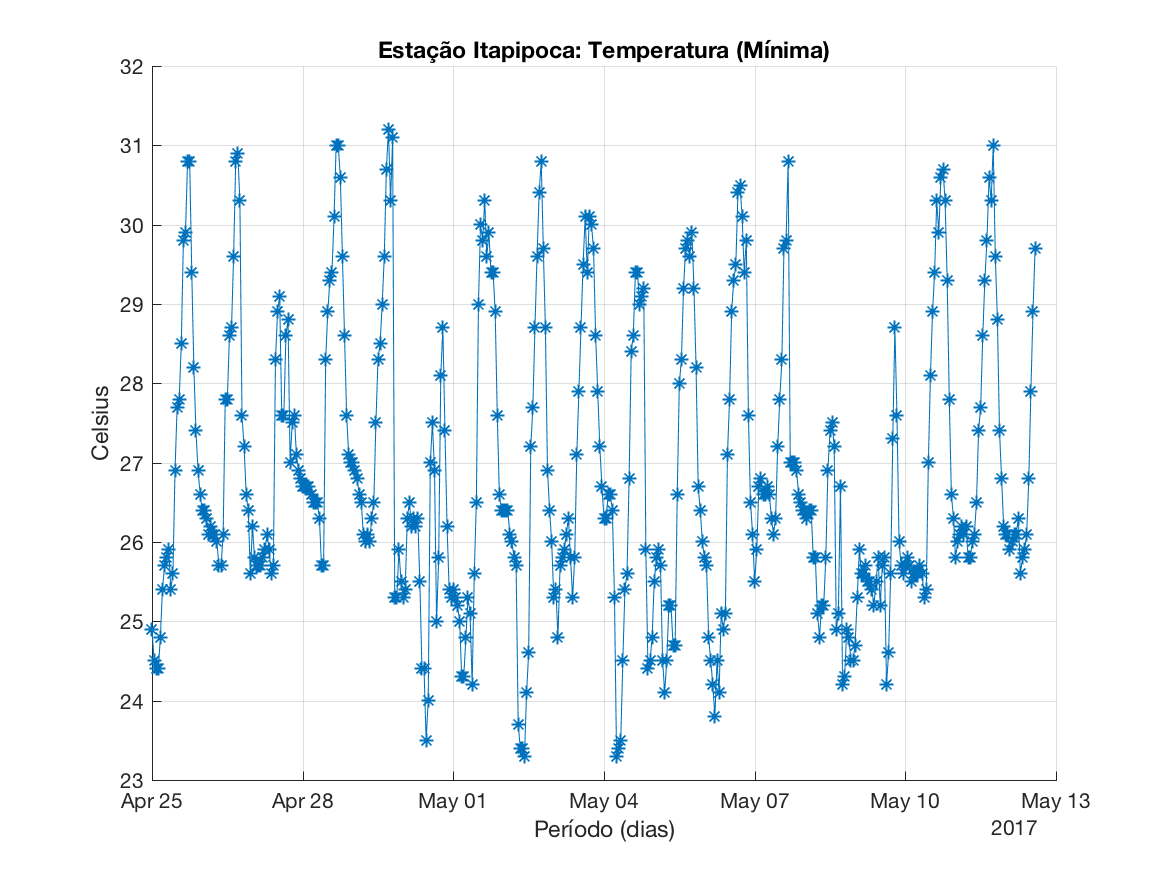 Estação Itapipoca: Temperatura (Mínima)
32
31
30
29
28
27
26
25
24
23
Celsius
Apr 25 Apr 28 May 01 May 04 May 07 May 10 May 13
Período (dias)
2017